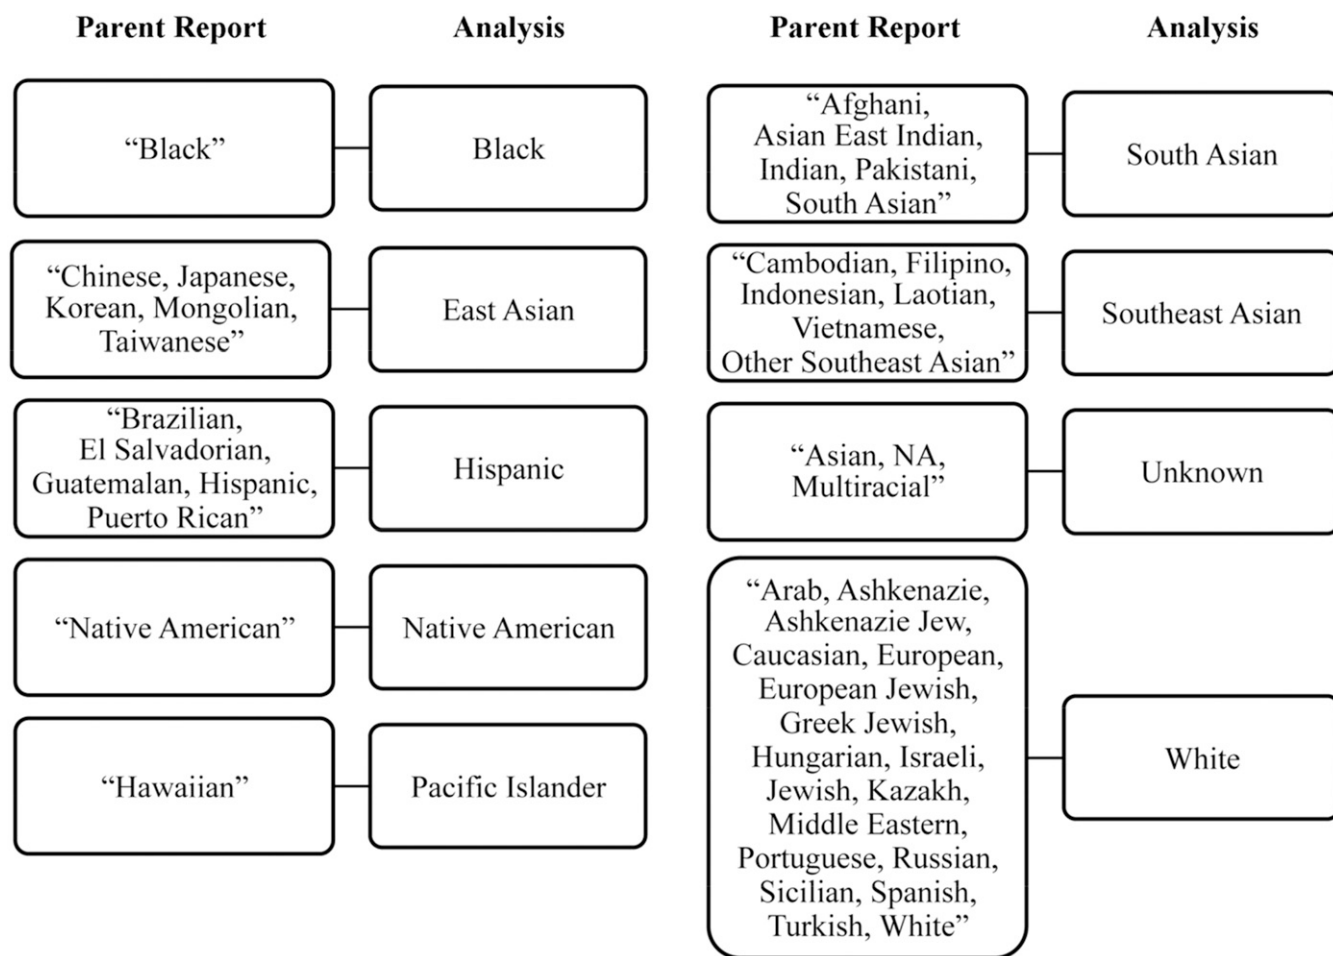 Parent Report
Analysis
“Black”
Black
“Chinese, Japanese,
Korean, Mongolian,
Taiwanese”
East Asian
“Brazilian,
El Salvadorian,
Guatemalan, Hispanic,
Puerto Rican”
Hispanic
“Native American”
Native American
“Hawaiian”
Pacific Islander
Parent Report
Analysis
“Afghani,
Asian East Indian,
Indian, Pakistani,
South Asian”
South Asian
“Cambodian, Filipino,
Indonesian, Laotian,
Vietnamese,
Other Southeast Asian”
Southeast Asian
“Asian, NA,
Multiracial”
Unknown
“Arab, Ashkenazie,
Ashkenazie Jew,
Caucasian, European,
European Jewish,
Greek Jewish,
Hungarian, Israeli,
Jewish, Kazakh,
Middle Eastern,
Portuguese, Russian,
Sicilian, Spanish,
Turkish, White”
White